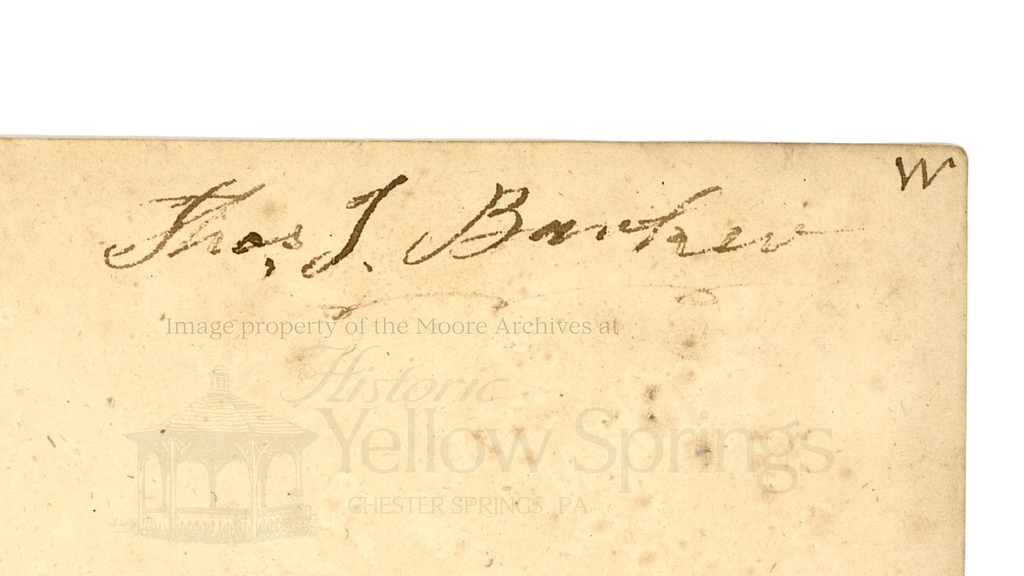 W
Thos, J. Barker
Image property of the Moore Archives at
Historic
Yellow Springs
CHESTER SPRINGS, PA